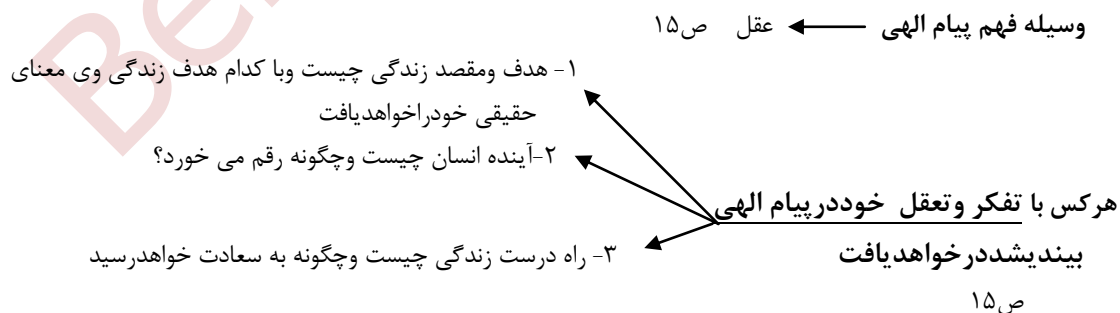 وسیله فهم پیام الهی عقل ص۱۵
۱- هدف ومقصد زندگی چیست وبا کدام هدف زندگی وی معنای
حقیقی خودراخواهدیافت
۲-آینده انسان چیست وچگونه رقم می خورد؟
هرکس با تفکر وتعقل خوددرپیام الهی
بیندیشددرخواهدیافت
۳- راه درست زندگی چیست وچگونه به سعادت خواهدرسید
ص۱۵
Be